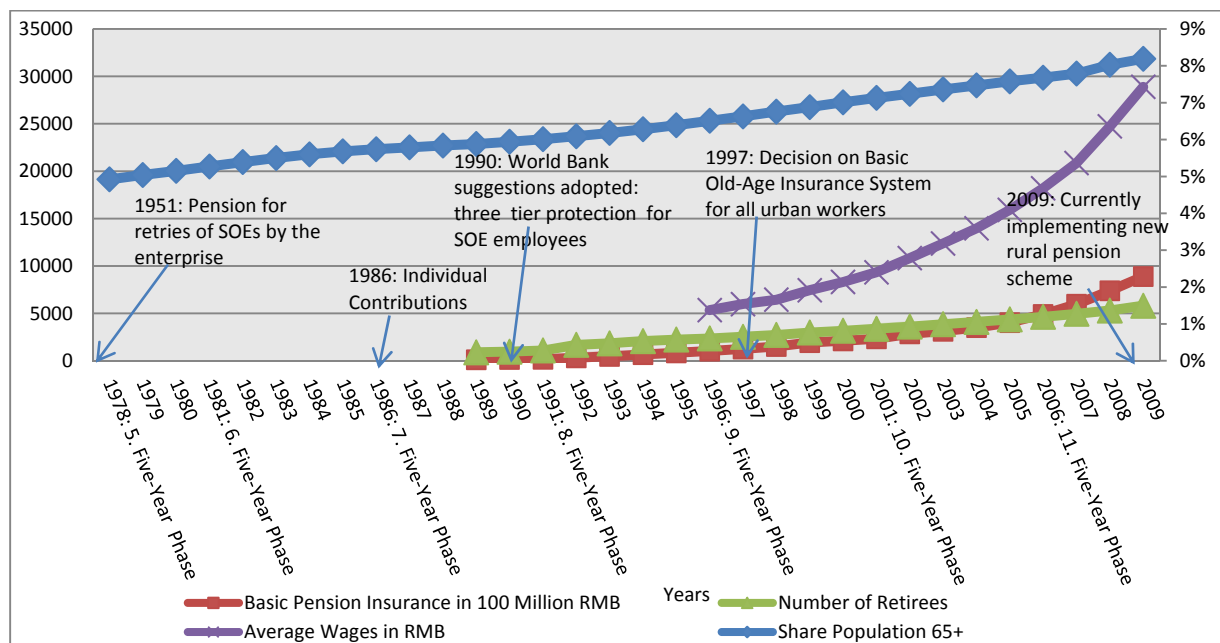 35000
30000
25000
20000
15000
10000
5000
0
9%
8%
7%
6%
5%
4%
3%
2%
1%
0%
1951: Pension for
retries of SOEs by the
enterprise
1986: Individual
Contributions
1990: World Bank
suggestions adopted:
three tier protection for
SOE employees
1997: Decision on Basic
Old-Age Insurance System
for all urban workers
2009: Currently
implementing new
rural pension
scheme
1978: 5. Five-Year Phase
1979
1980
1981: 6. Five-Year Phase
1982
1983
1984
1985
1986: 7. Five-Year Phase
1987
1988
1989
1990
1991: 8. Five-Year Phase
1992
1993
1994
1995
1996: 9. Five-Year Phase
1997
1998
1999
2000
2001: 10. Five-Year Phase
2002
2003
2004
2005
2006: 11. Five-Year Phase
2007
2008
2009
Years
Basic Pension Insurance in 100 Million RMB
Number of Retirees
Average Wages in RMB
Share Population 65+